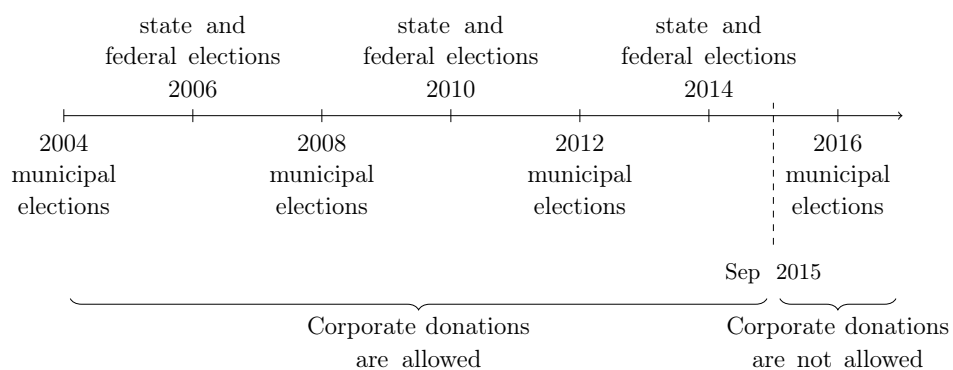 state and
federal elections
2006
state and
federal elections
2010
state and
federal elections
2014
2004
municipal
elections
2008
municipal
elections
2012
municipal
elections
2016
municipal
elections
Sep 2015
Corporate donations
are allowed
Corporate donations
are not allowed